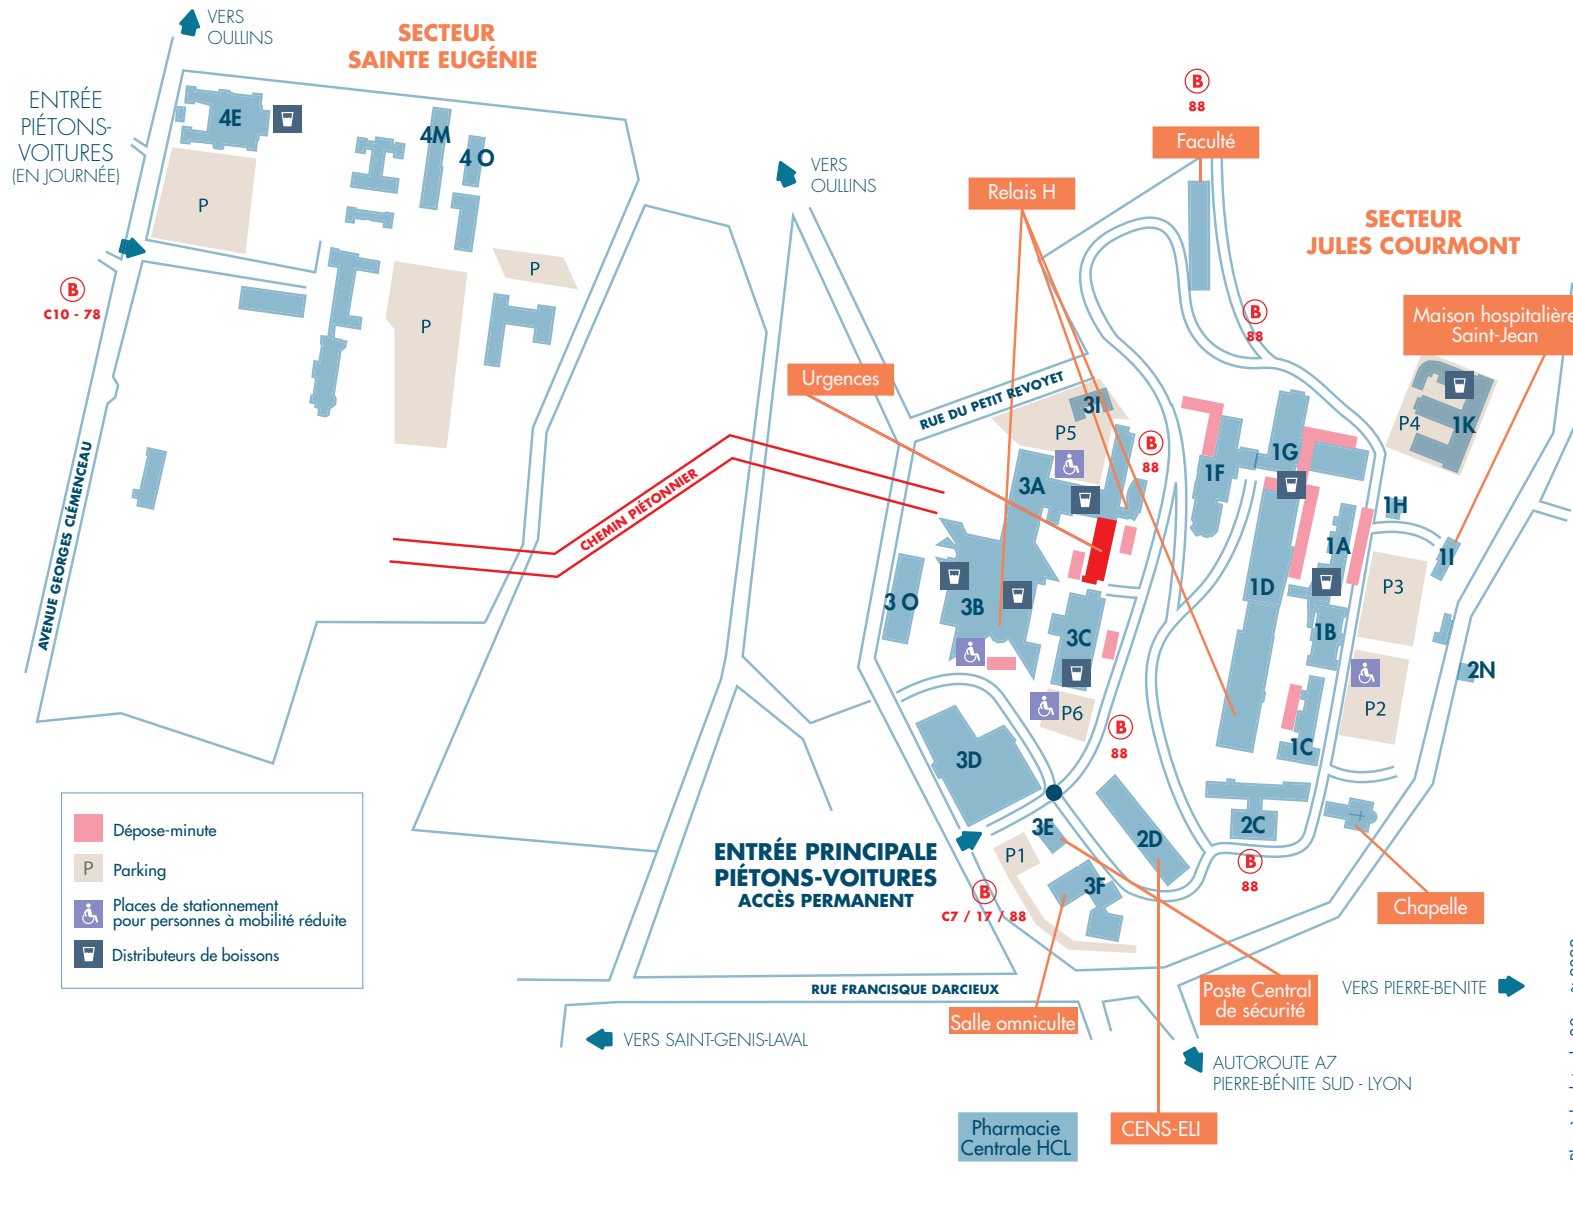 VERS
OULLINS
SECTEUR
SAINTE EUGÉNIE
ENTRÉE
PIÉTONS-
VOITURES
(EN JOURNÉE)
4E
4M
4 O
P
P
P
B
C10 - 78
AVENUE GEORGES CLÉMENCEAU
CHEMIN PIÉTONNIER
VERS
OULLINS
B
88
Faculté
Relais H
SECTEUR
JULES COURMONT
B
88
Maison hospitalière
Saint-Jean
Urgences
RUE DU PETIT REVOYET
3I
P5
B
88
3A
1F
1G
P4
1K
1H
1A
1I
1D
P3
3 O
3B
3C
1B
2N
P6
P2
B
88
1C
3D
3E
2D
2C
B
88
P1
3F
ENTRÉE PRINCIPALE
PIÉTONS-VOITURES
ACCÈS PERMANENT
B
C7 / 17 / 88
Chapelle
Dépose-minute
P
Parking
Places de stationnement
pour personnes à mobilité réduite
Distributeurs de boissons
RUE FRANCISQUE DARCIEUX
Salle omniculte
Poste Central
de sécurité
VERS PIERRE-BENITE
VERS SAINT-GENIS-LAVAL
AUTOROUTE A7
PIERRE-BÉNITE SUD - LYON
Pharmacie
Centrale HCL
CENS-ELI